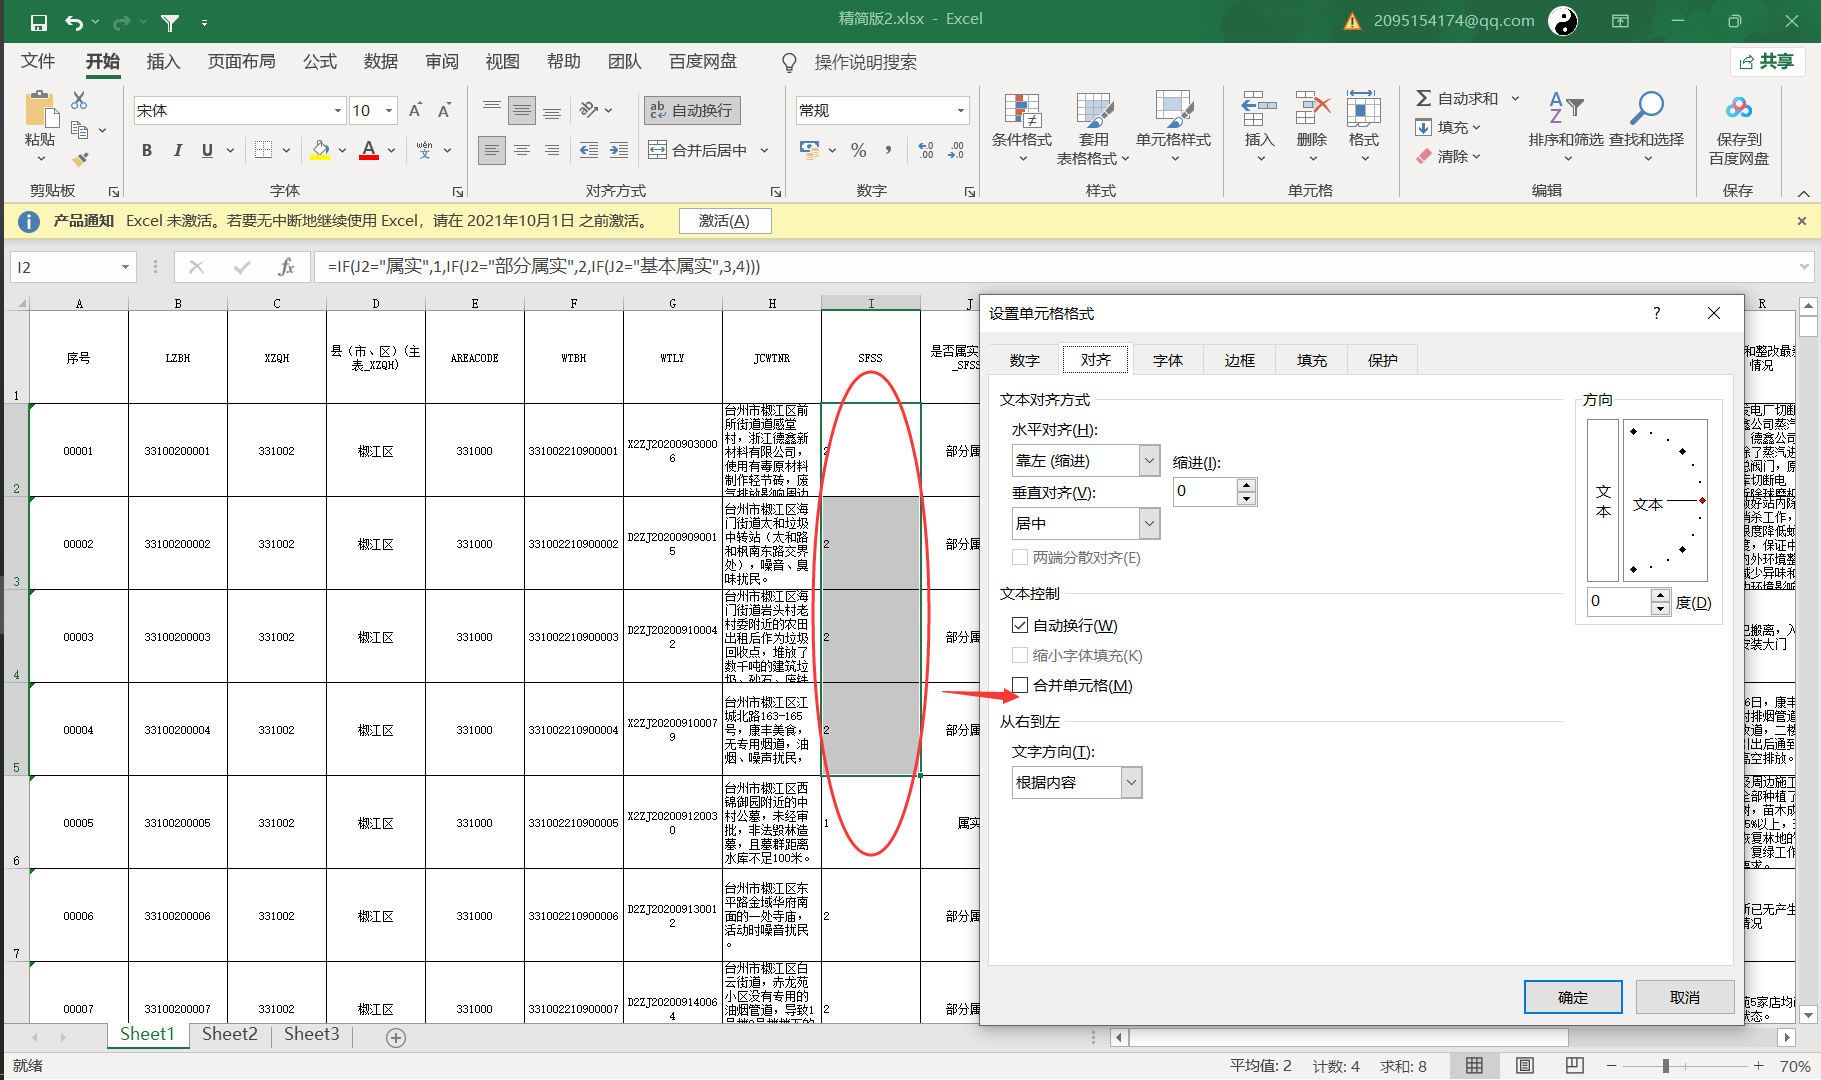 精简版2.xlsx - Excel
2095154174@qq.com
文件 开始 插入 页面布局 公式 数据 审阅 视图 帮助 团队 百度网盘 操作说明搜索
共享
粘贴
剪贴板
宋体 10
B I U A wén 文
字体
ab 自动换行
合并后居中
对齐方式
常规
% ,
数字
条件格式 套用表格格式 单元格样式
样式
插入 删除 格式
单元格
自动求和
填充
清除
排序和筛选 查找和选择
编辑
保存到百度网盘
保存
产品通知 Excel 未激活。若要无中断地继续使用 Excel，请在 2021年10月1日 之前激活。 激活(A)
I2 fx =IF(J2="属实",1,IF(J2="部分属实",2,IF(J2="基本属实",3,4)))
A B C D E F G H I J R
1 序号 LZBH XZQH 县（市、区）(主表_XZQH) AREACODE WTBH WTLY JCWTNR SFSS 是否属实_SFSS
和整改最 情况
2 00001 33100200001 331002 椒江区 331000 331002210900001 X2ZJ202009030006
台州市椒江区前
所街道道感堂
村，浙江德鑫新
材料有限公司，
使用有毒原材料
制作轻节砖，废
气排放影响周边
2 部分属
3 00002 33100200002 331002 椒江区 331000 331002210900002 D2ZJ202009090015
台州市椒江区海
门街道太和垃圾
中转站（太和路
和枫南东路交界
处），噪音、臭
味扰民。
2 部分属
4 00003 33100200003 331002 椒江区 331000 331002210900003 D2ZJ202009100042
台州市椒江区海
门街道岩头村老
村委附近的农田
出租后作为垃圾
回收点，堆放了
数千吨的建筑垃
圾、砂石、废铁
2 部分属
5 00004 33100200004 331002 椒江区 331000 331002210900004 X2ZJ202009100079
台州市椒江区江
城北路163-165
号，康丰美食，
无专用烟道，油
烟、噪声扰民，
2 部分属
6 00005 33100200005 331002 椒江区 331000 331002210900005 X2ZJ202009120030
台州市椒江区西
锦御园附近的中
村公墓，未经审
批，非法毁林造
墓，且墓群距离
水库不足100米。
1 属实
7 00006 33100200006 331002 椒江区 331000 331002210900006 D2ZJ202009130012
台州市椒江区东
平路金域华府南
面的一处寺庙，
活动时噪音扰民
。
2 部分属
00007 33100200007 331002 椒江区 331000 331002210900007 D2ZJ202009140064
台州市椒江区白
云街道，赤龙苑
小区没有专用的
油烟管道，导致1
2 部分属
设置单元格格式 ?
数字 对齐 字体 边框 填充 保护
文本对齐方式
水平对齐(H):
靠左 (缩进) 缩进(I):
0
垂直对齐(V):
居中
两端分散对齐(E)
文本控制
自动换行(W)
缩小字体填充(K)
合并单元格(M)
从右到左
文字方向(T):
根据内容
方向
文本
文本
0 度(D)
确定 取消
Sheet1 Sheet2 Sheet3
就绪
平均值: 2 计数: 4 求和: 8
70%